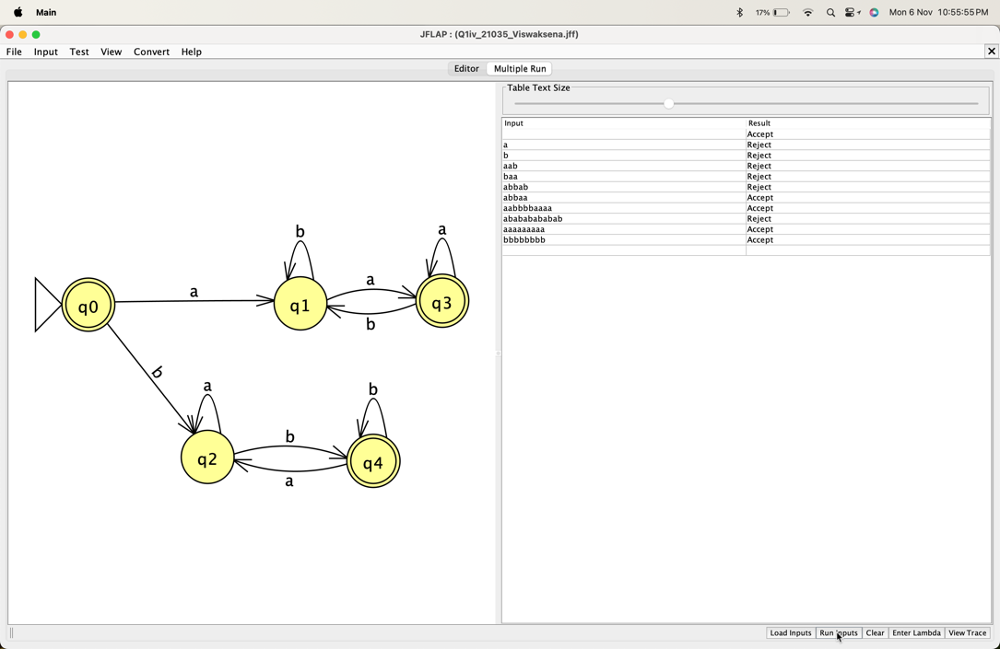 Main 17% Mon 6 Nov 10:55:55 PM
JFLAP : (Q1iv_21035_Viswaksena.jff)
File Input Test View Convert Help
Editor Multiple Run
Table Text Size
Input Result
Accept
a Reject
b Reject
aab Reject
baa Reject
abbab Reject
abbaa Accept
aabbbbaaaa Accept
ababababab​ab Reject
aaaaaaaaa Accept
bbbbbbbb Accept
b a
a
q0 a q1 q3
b
b
a b
b
q2 q4
a
Load Inputs Run Inputs Clear Enter Lambda View Trace